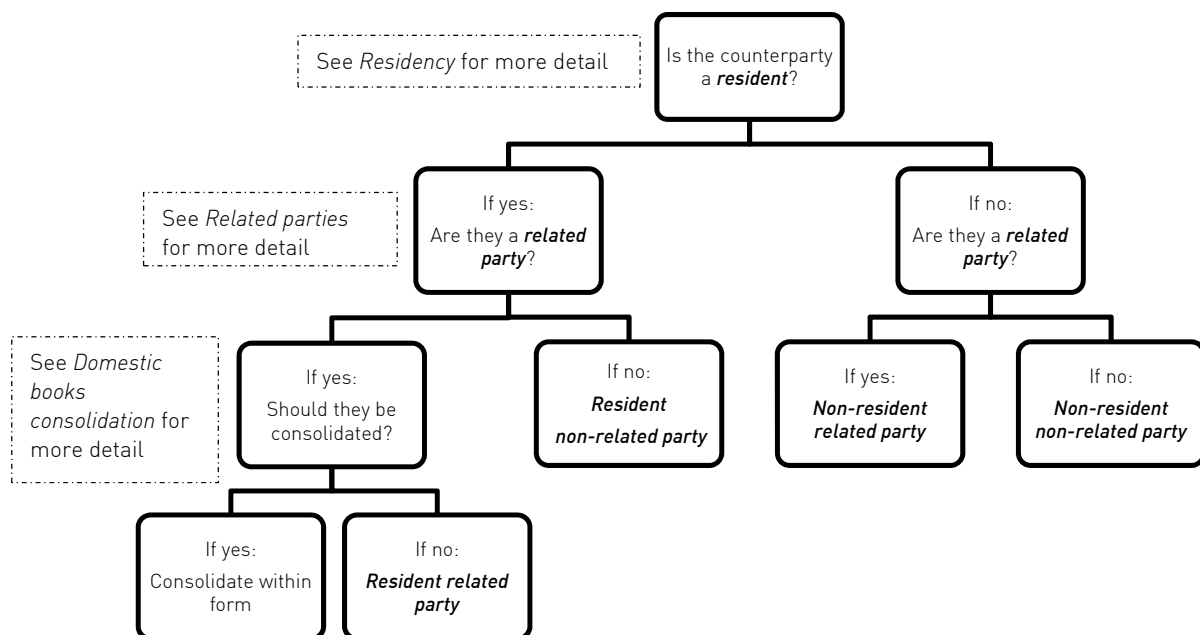 See Residency for more detail
Is the counterparty
a resident?
See Related parties
for more detail
If yes:
Are they a related
party?
If no:
Are they a related
party?
See Domestic
books
consolidation for
more detail
If yes:
Should they be
consolidated?
If no:
Resident
non-related party
If yes:
Non-resident
related party
If no:
Non-resident
non-related party
If yes:
Consolidate within
form
If no:
Resident related
party